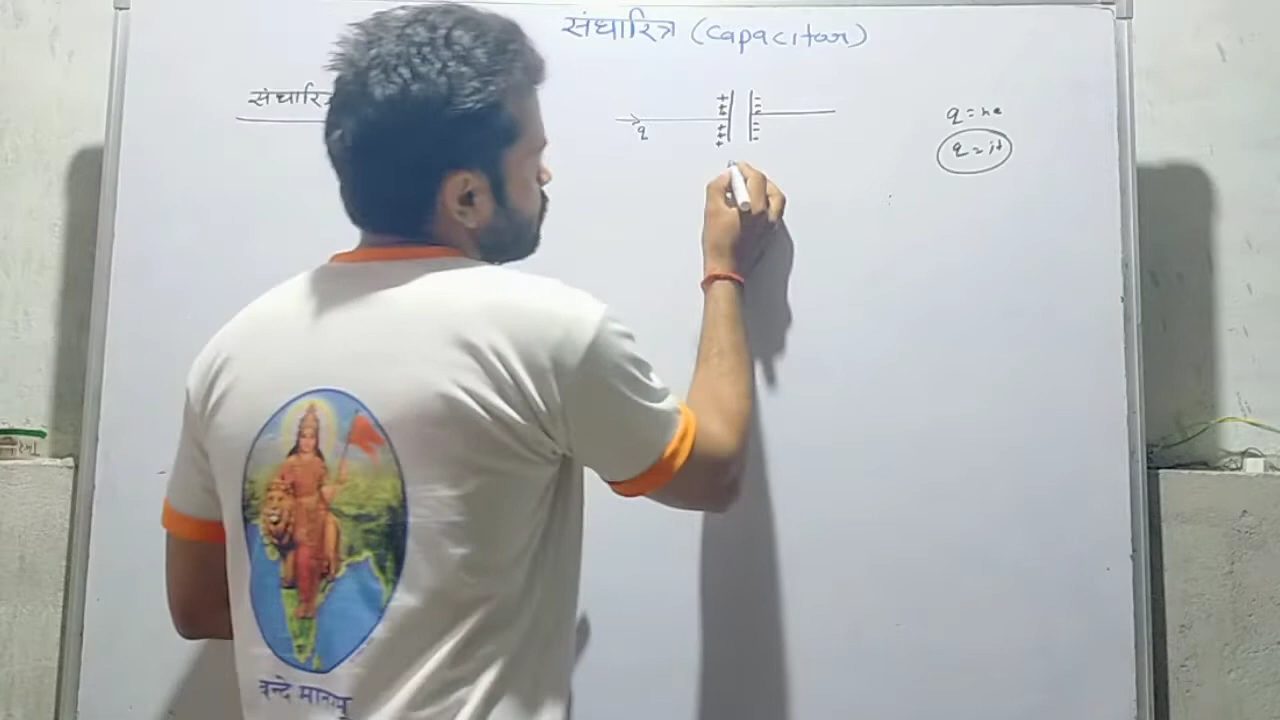 संधारित्र (capacitor)
संधारित्र
q = ne
q
q = it
वन्दे मातरम्